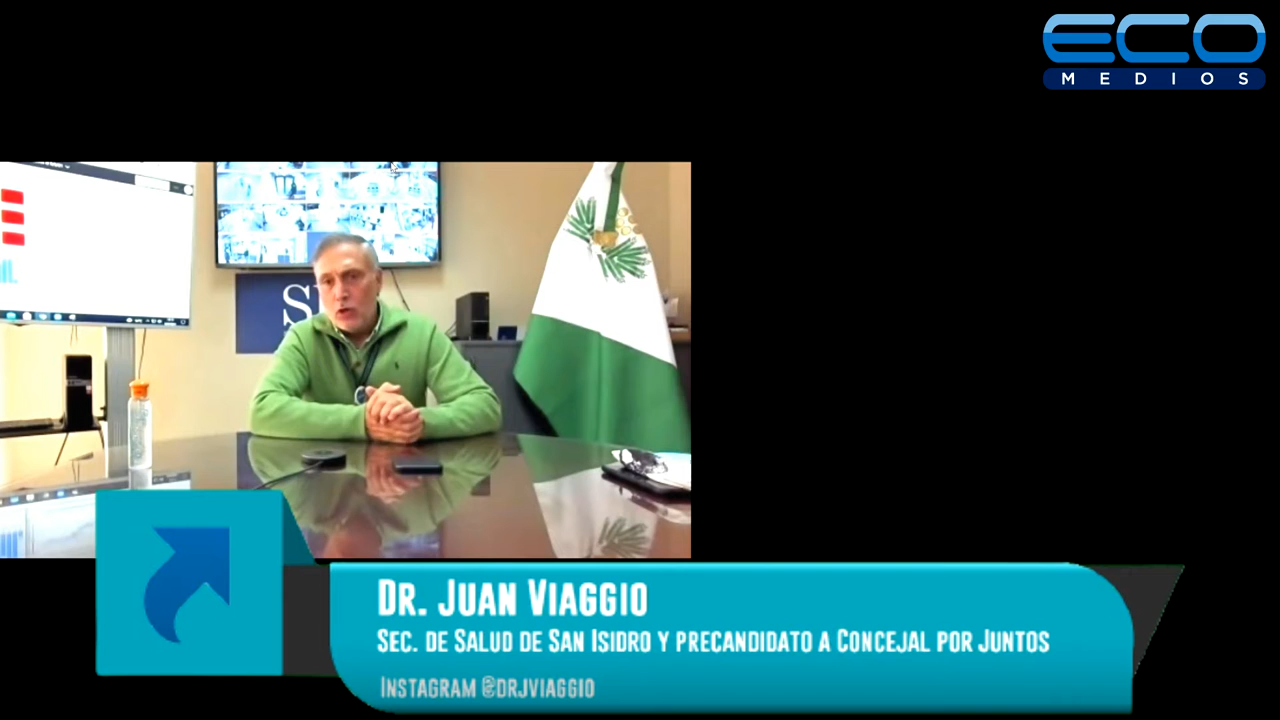 ECO
MEDIOS
DR. JUAN VIAGGIO
SEC. DE SALUD DE SAN ISIDRO Y PRECANDIDATO A CONCEJAL POR JUNTOS
INSTAGRAM @DRJVIAGGIO